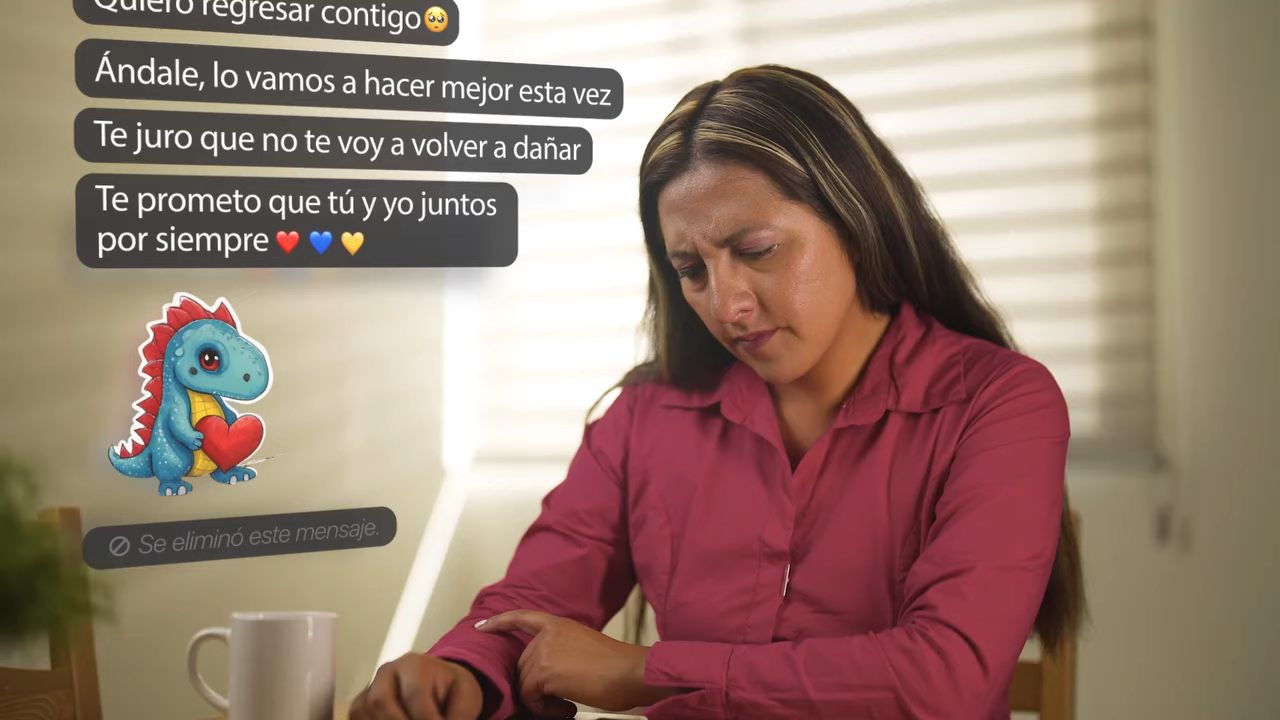 Quiero regresar contigo🥺
Ándale, lo vamos a hacer mejor esta vez
Te juro que no te voy a volver a dañar
Te prometo que tú y yo juntos
por siempre ❤️ 💙 💛
Se eliminó este mensaje.